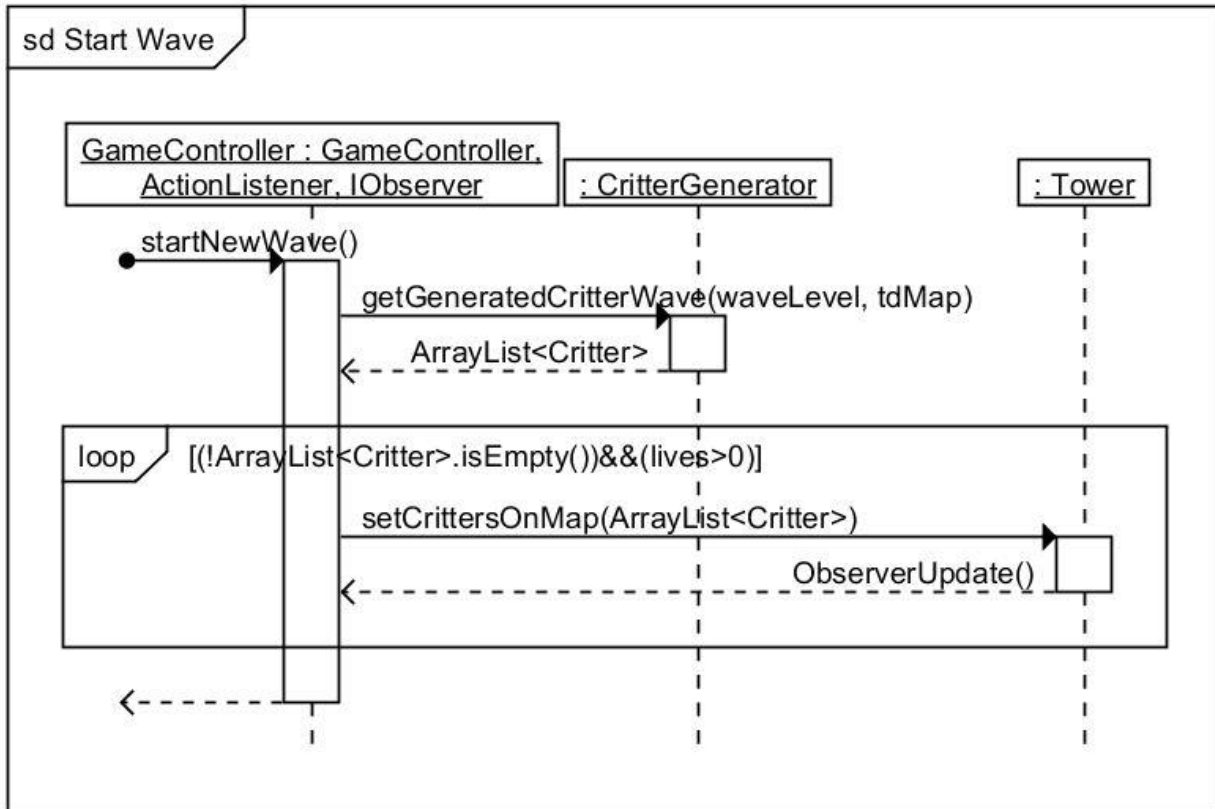 sd Start Wave
GameController : GameController,
ActionListener, IObserver
: CritterGenerator
: Tower
startNewWave()
getGeneratedCritterWave(waveLevel, tdMap)
ArrayList<Critter>
loop
[(!ArrayList<Critter>.isEmpty())&&(lives>0)]
setCrittersOnMap(ArrayList<Critter>)
ObserverUpdate()